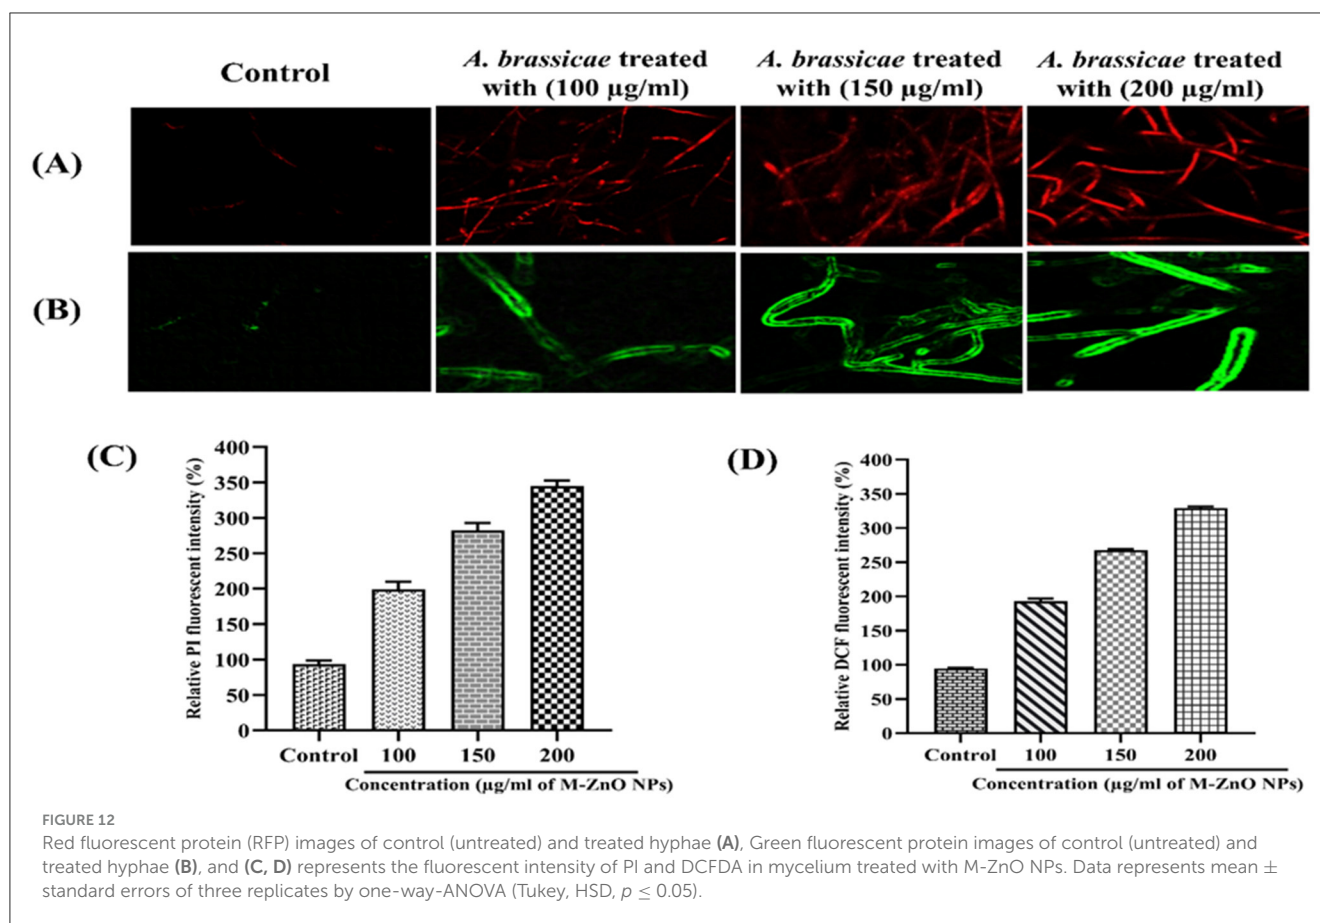 Control
A. brassicae treated
with (100 µg/ml)
A. brassicae treated
with (150 µg/ml)
A. brassicae treated
with (200 µg/ml)
(A)
(B)
(C)
Relative PI fluorescent intensity (%)
400
350
300
250
200
150
100
50
0
Control
100
150
200
Concentration (µg/ml of M-ZnO NPs)
(D)
Relative DCF fluorescent intensity (%)
400
350
300
250
200
150
100
50
0
Control
100
150
200
Concentration (µg/ml of M-ZnO NPs)
FIGURE 12
Red fluorescent protein (RFP) images of control (untreated) and treated hyphae (A), Green fluorescent protein images of control (untreated) and
treated hyphae (B), and (C, D) represents the fluorescent intensity of PI and DCFDA in mycelium treated with M-ZnO NPs. Data represents mean ±
standard errors of three replicates by one-way-ANOVA (Tukey, HSD, p ≤ 0.05).